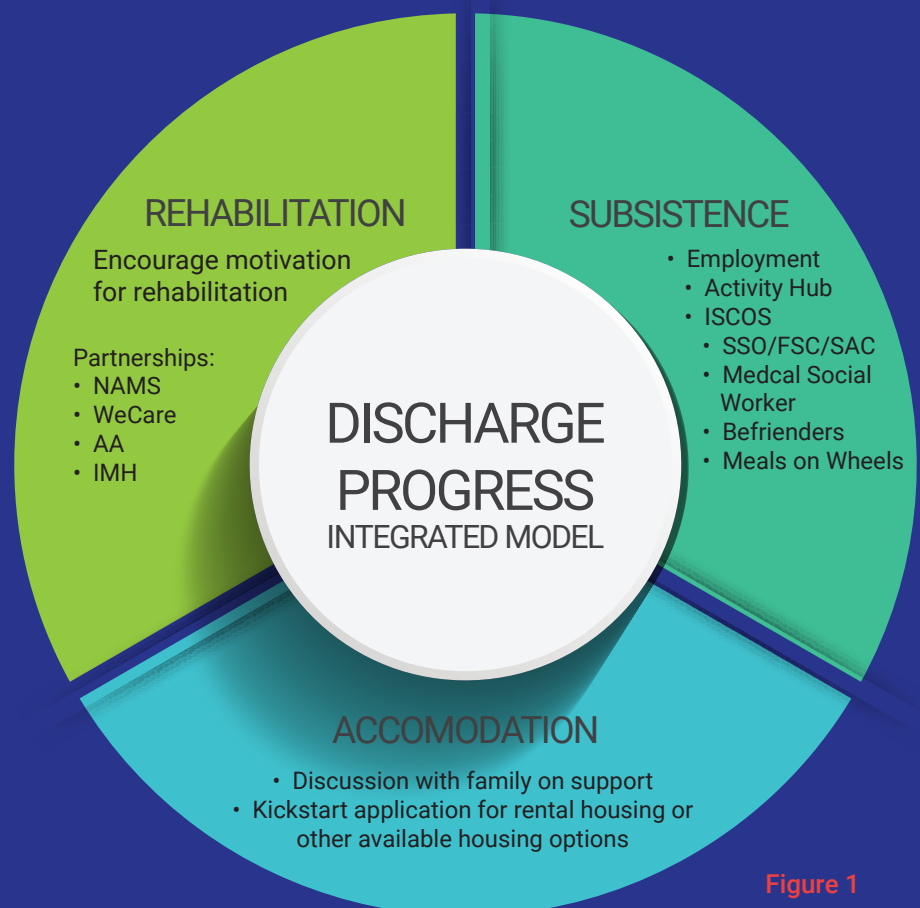 REHABILITATION
Encourage motivation
for rehabilitation
Partnerships:
• NAMS
• WeCare
• AA
• IMH
SUBSISTENCE
• Employment
• Activity Hub
• ISCOS
• SSO/FSC/SAC
• Medcal Social
Worker
• Befrienders
• Meals on Wheels
DISCHARGE
PROGRESS
INTEGRATED MODEL
ACCOMODATION
• Discussion with family on support
• Kickstart application for rental housing or
other available housing options
Figure 1